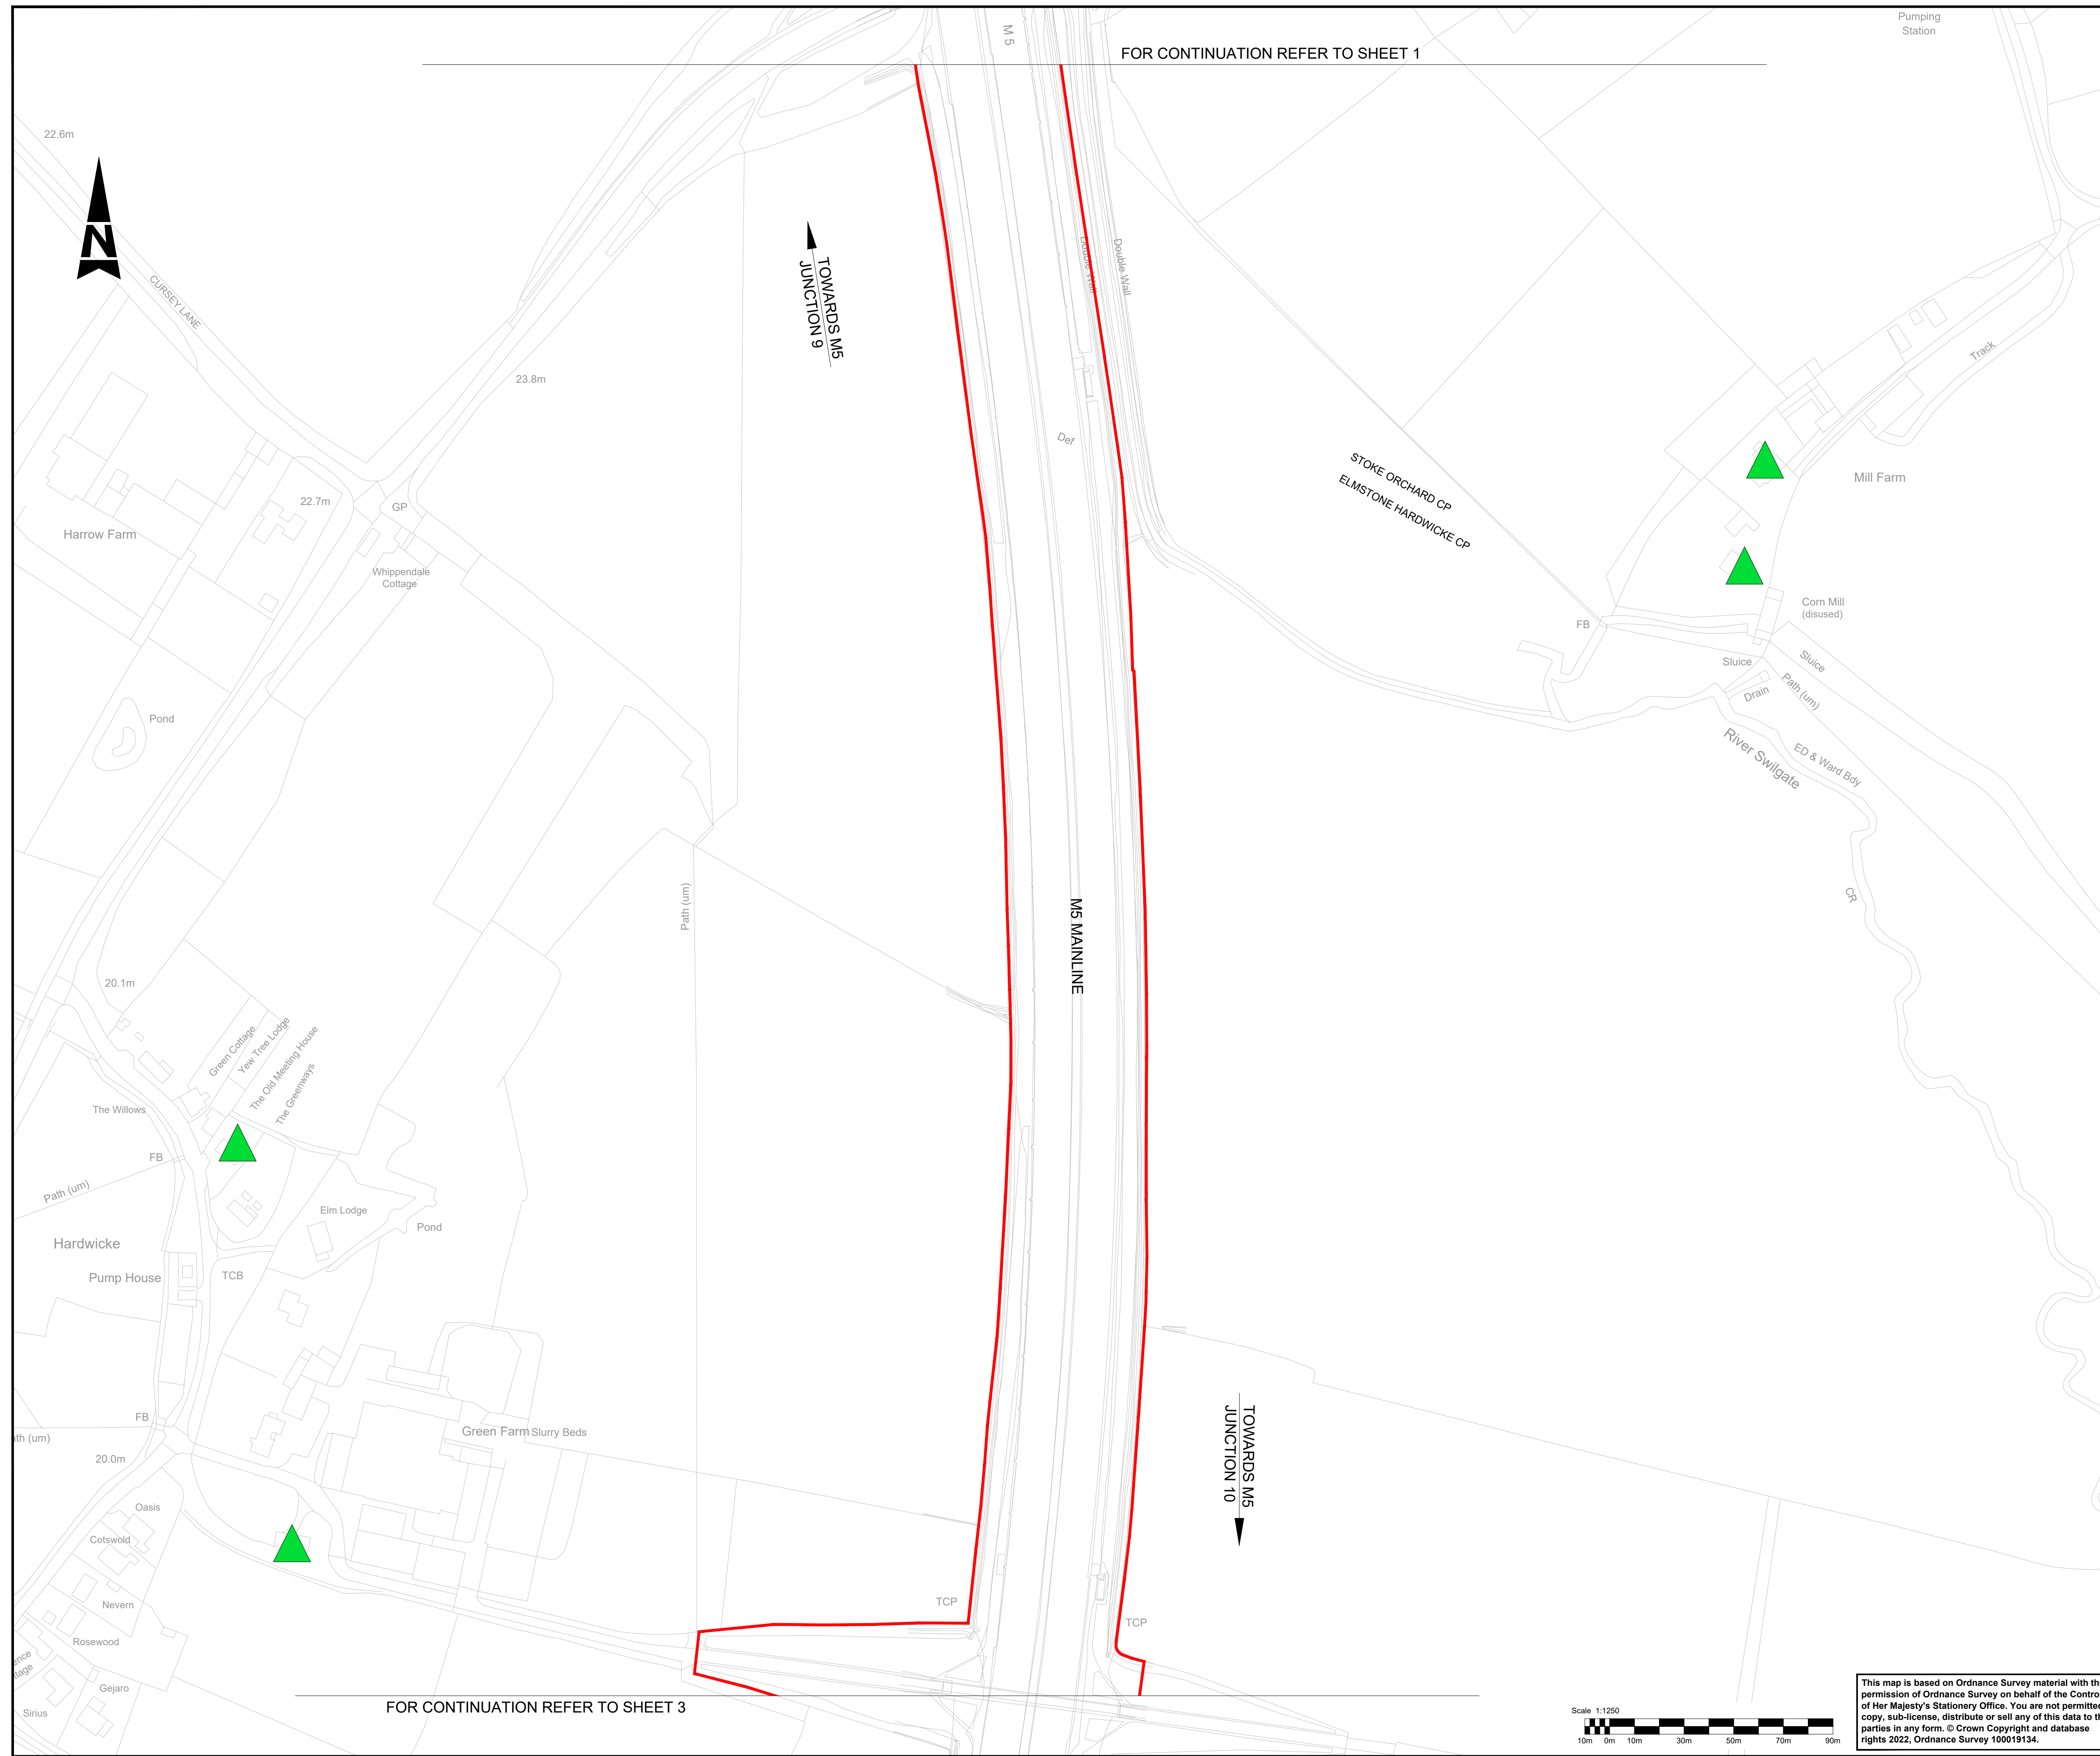 Pumping
Station
M 5
FOR CONTINUATION REFER TO SHEET 1
22.6m
N
CURSEY LANE
TOWARDS M5
JUNCTION 9
Double Wall
Double Wall
23.8m
Track
Def
STOKE ORCHARD CP
ELMSTONE HARDWICKE CP
Mill Farm
22.7m
GP
Harrow Farm
Whippendale
Cottage
Corn Mill
(disused)
FB
Sluice
Sluice
Drain
Path (um)
Pond
River Swilgate
ED & Ward Bdy
CR
Path (um)
M5 MAINLINE
20.1m
Green Cottage
Yew Tree Lodge
The Old Meeting House
The Greenways
The Willows
FB
Path (um)
Elm Lodge
Pond
Hardwicke
Pump House
TCB
FB
Green Farm
Slurry Beds
TOWARDS M5
JUNCTION 10
(um)
20.0m
Oasis
Cotswold
Nevern
TCP
TCP
Rosewood
Gejaro
Sirius
FOR CONTINUATION REFER TO SHEET 3
Scale 1:1250
10m 0m 10m 30m 50m 70m 90m
This map is based on Ordnance Survey material with
permission of Ordnance Survey on behalf of the
of Her Majesty's Stationery Office. You are not
copy, sub-license, distribute or sell any of this data to
parties in any form. © Crown Copyright and database
rights 2022, Ordnance Survey 100019134.